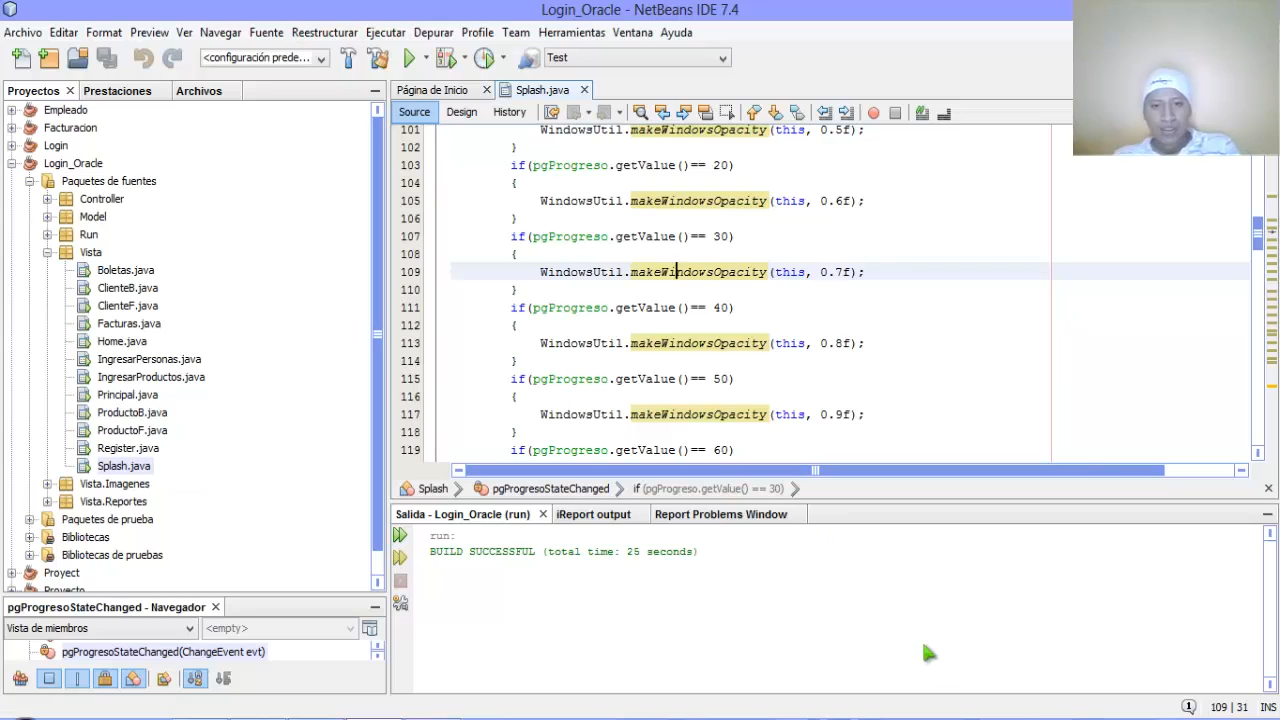 Login_Oracle - NetBeans IDE 7.4
Archivo Editar Format Preview Ver Navegar Fuente Reestructurar Ejecutar Depurar Profile Team Herramientas Ventana Ayuda
<configuración prede...
Test
Proyectos Prestaciones Archivos
Empleado
Facturacion
Login
Login_Oracle
Paquetes de fuentes
Controller
Model
Run
Vista
Boletas.java
ClienteB.java
ClienteF.java
Facturas.java
Home.java
IngresarPersonas.java
IngresarProductos.java
Principal.java
ProductoB.java
ProductoF.java
Register.java
Splash.java
Vista.Imagenes
Vista.Reportes
Paquetes de prueba
Bibliotecas
Bibliotecas de pruebas
Proyect
Proyecto
pgProgresoStateChanged - Navegador
Vista de miembros <empty>
pgProgresoStateChanged(ChangeEvent evt)
Página de Inicio Splash.java
Source Design History
101 WindowsUtil.makeWindowsOpacity(this, 0.5f);
102 }
103 if(pgProgreso.getValue()== 20)
104 {
105 WindowsUtil.makeWindowsOpacity(this, 0.6f);
106 }
107 if(pgProgreso.getValue()== 30)
108 {
109 WindowsUtil.makeWindowsOpacity(this, 0.7f);
110 }
111 if(pgProgreso.getValue()== 40)
112 {
113 WindowsUtil.makeWindowsOpacity(this, 0.8f);
114 }
115 if(pgProgreso.getValue()== 50)
116 {
117 WindowsUtil.makeWindowsOpacity(this, 0.9f);
118 }
119 if(pgProgreso.getValue()== 60)
Splash pgProgresoStateChanged if (pgProgreso.getValue() == 30)
Salida - Login_Oracle (run) iReport output Report Problems Window
run:
BUILD SUCCESSFUL (total time: 25 seconds)
109 | 31 INS